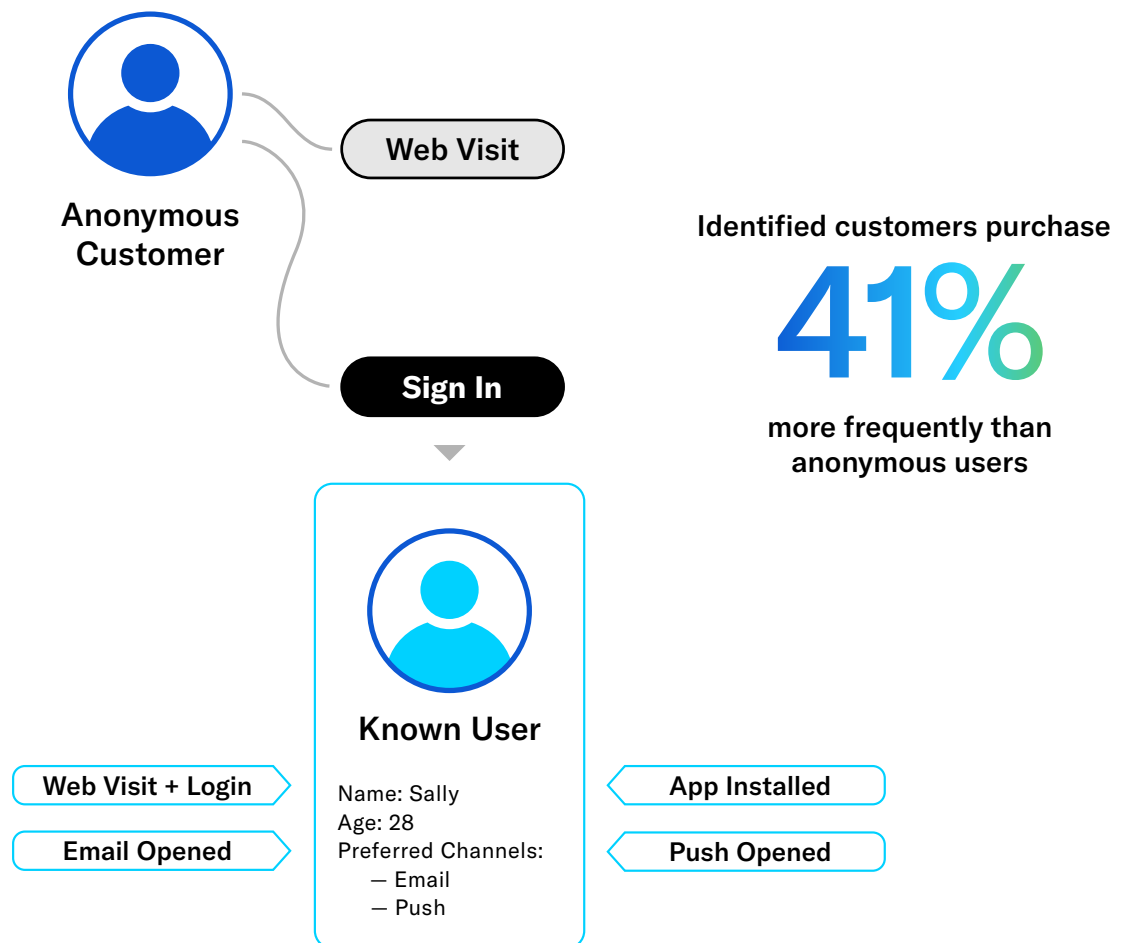 Web Visit
Anonymous
Customer
Identified customers purchase
41%
more frequently than
anonymous users
Sign In
Known User
Web Visit + Login
Email Opened
Name: Sally
Age: 28
Preferred Channels:
— Email
— Push
App Installed
Push Opened